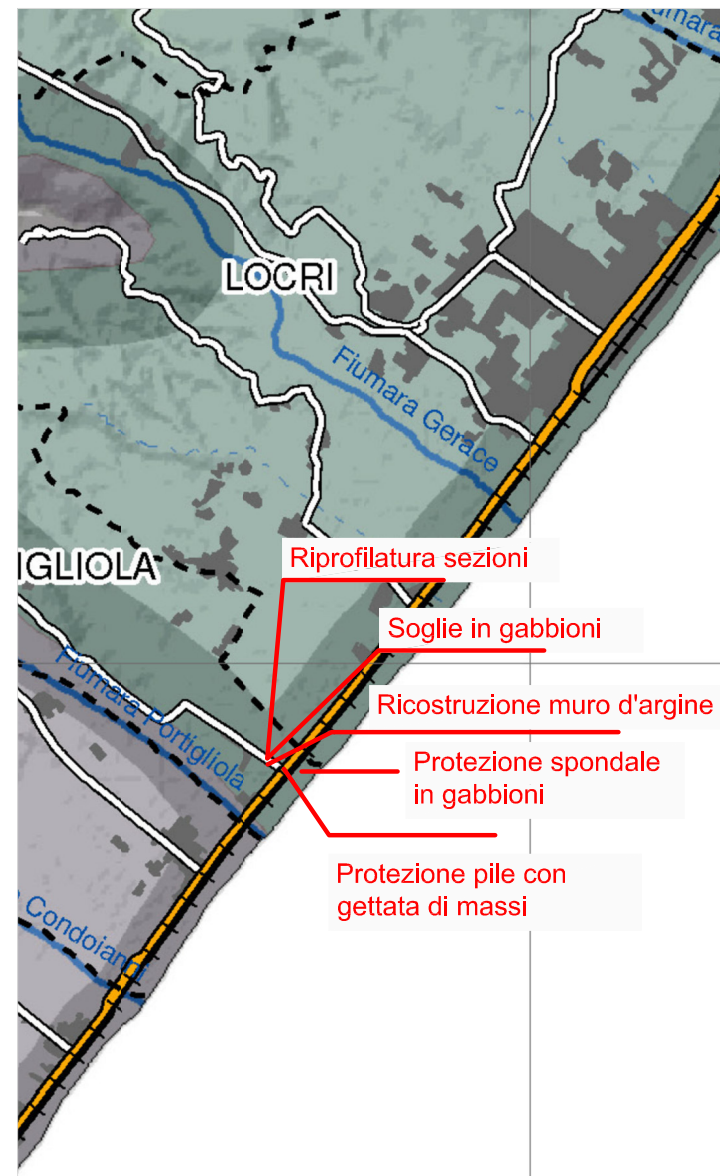 umara
LOCRI
Fiumara Gerace
IGLIOLA
Riprofilatura sezioni
Soglie in gabbioni
Fiumara Portigliola
Ricostruzione muro d'argine
Protezione spondale
in gabbioni
Protezione pile con
gettata di massi
Condoianni